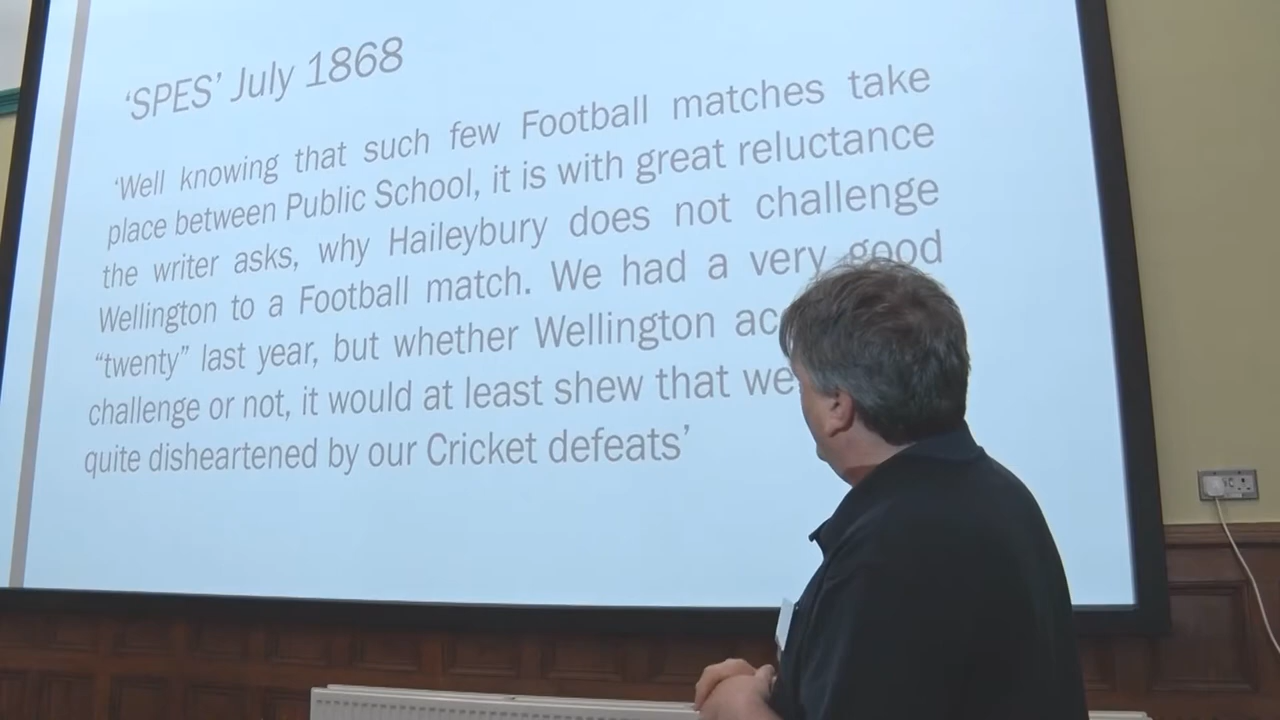 ‘SPES’ July 1868
‘Well knowing that such few Football matches take
place between Public School, it is with great reluctance
the writer asks, why Haileybury does not challenge
Wellington to a Football match. We had a very good
“twenty” last year, but whether Wellington
challenge or not, it would at least shew that we
quite disheartened by our Cricket defeats’